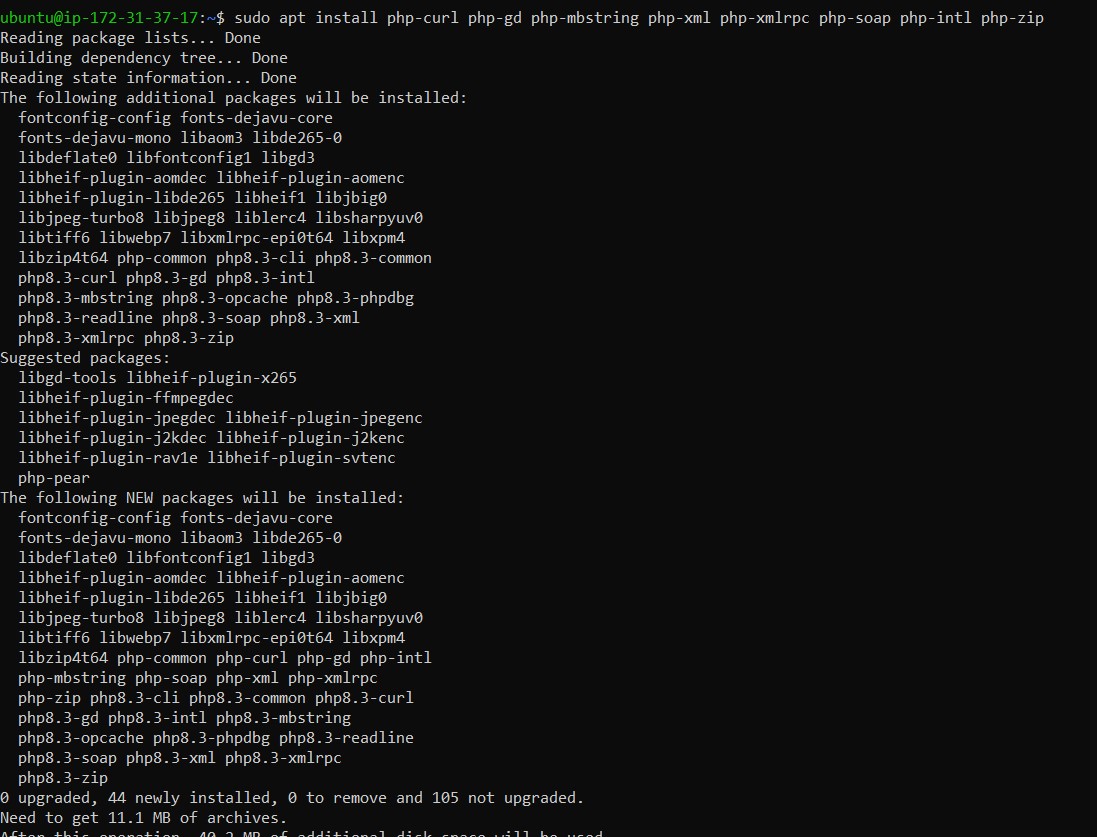 ubuntu@ip-172-31-37-17:~$ sudo apt install php-curl php-gd php-mbstring php-xml php-xmlrpc php-soap php-intl php-zip
Reading package lists... Done
Building dependency tree... Done
Reading state information... Done
The following additional packages will be installed:
  fontconfig-config fonts-dejavu-core
  fonts-dejavu-mono libaom3 libde265-0
  libdeflate0 libfontconfig1 libgd3
  libheif-plugin-aomdec libheif-plugin-aomenc
  libheif-plugin-libde265 libheif1 libjbig0
  libjpeg-turbo8 libjpeg8 liblerc4 libsharpyuv0
  libtiff6 libwebp7 libxmlrpc-epi0t64 libxpm4
  libzip4t64 php-common php8.3-cli php8.3-common
  php8.3-curl php8.3-gd php8.3-intl
  php8.3-mbstring php8.3-opcache php8.3-phpdbg
  php8.3-readline php8.3-soap php8.3-xml
  php8.3-xmlrpc php8.3-zip
Suggested packages:
  libgd-tools libheif-plugin-x265
  libheif-plugin-ffmpegdec
  libheif-plugin-jpegdec libheif-plugin-jpegenc
  libheif-plugin-j2kdec libheif-plugin-j2kenc
  libheif-plugin-rav1e libheif-plugin-svtenc
  php-pear
The following NEW packages will be installed:
  fontconfig-config fonts-dejavu-core
  fonts-dejavu-mono libaom3 libde265-0
  libdeflate0 libfontconfig1 libgd3
  libheif-plugin-aomdec libheif-plugin-aomenc
  libheif-plugin-libde265 libheif1 libjbig0
  libjpeg-turbo8 libjpeg8 liblerc4 libsharpyuv0
  libtiff6 libwebp7 libxmlrpc-epi0t64 libxpm4
  libzip4t64 php-common php-curl php-gd php-intl
  php-mbstring php-soap php-xml php-xmlrpc
  php-zip php8.3-cli php8.3-common php8.3-curl
  php8.3-gd php8.3-intl php8.3-mbstring
  php8.3-opcache php8.3-phpdbg php8.3-readline
  php8.3-soap php8.3-xml php8.3-xmlrpc
  php8.3-zip
0 upgraded, 44 newly installed, 0 to remove and 105 not upgraded.
Need to get 11.1 MB of archives.
After this operation, 40.2 MB of additional disk space will be used.